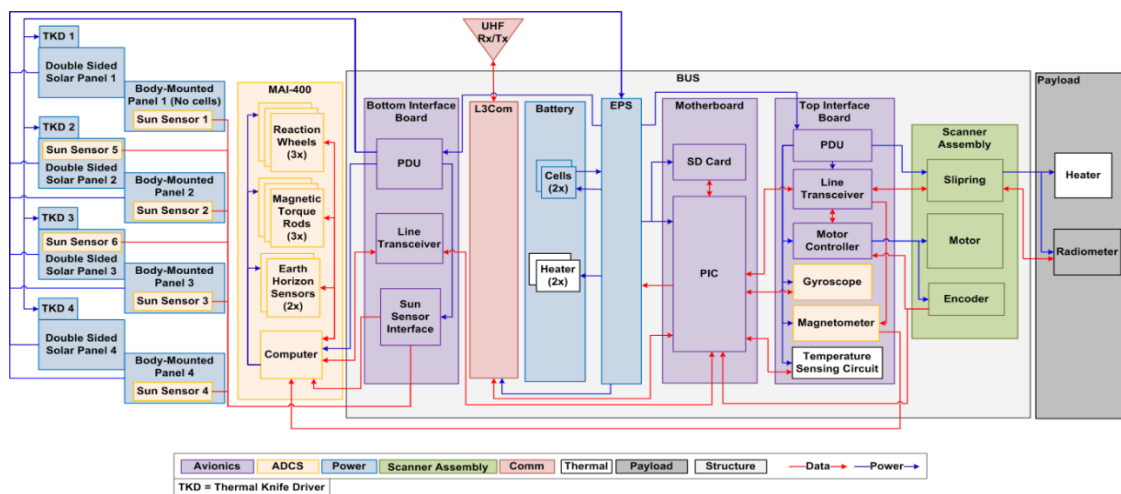 UHF
Rx/Tx
TKD 1
Double Sided
Solar Panel 1
Body-Mounted
Panel 1 (No cells)
Sun Sensor 1
TKD 2
Sun Sensor 5
Double Sided
Solar Panel 2
Body-Mounted
Panel 2
Sun Sensor 2
TKD 3
Sun Sensor 6
Double Sided
Solar Panel 3
Body-Mounted
Panel 3
Sun Sensor 3
TKD 4
Double Sided
Solar Panel 4
Body-Mounted
Panel 4
Sun Sensor 4
MAI-400
Reaction
Wheels
(3x)
Magnetic
Torque
Rods
(3x)
Earth
Horizon
Sensors
(2x)
Computer
BUS
Bottom Interface
Board
PDU
Line
Transceiver
Sun
Sensor
Interface
L3Com
Battery
Cells
(2x)
Heater
(2x)
EPS
Motherboard
SD Card
PIC
Top Interface
Board
PDU
Line
Transceiver
Motor
Controller
Gyroscope
Magnetometer
Temperature
Sensing Circuit
Scanner
Assembly
Slipring
Motor
Encoder
Payload
Heater
Radiometer
Avionics
ADCS
Power
Scanner Assembly
Comm
Thermal
Payload
Structure
Data
Power
TKD = Thermal Knife Driver